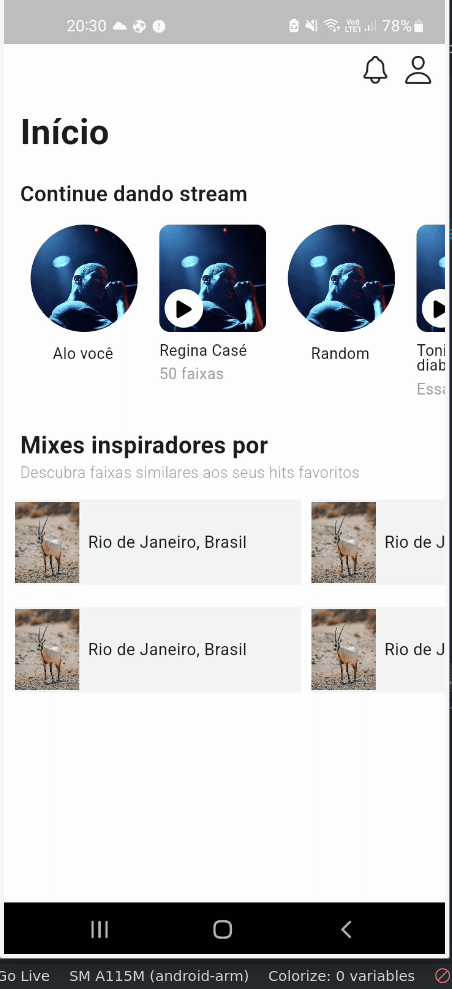 20:30
Vo)) LTE1 78%
Início
Continue dando stream
Alo você
Regina Casé
50 faixas
Random
Toni
diab
Essa
Mixes inspiradores por
Descubra faixas similares aos seus hits favoritos
Rio de Janeiro, Brasil
Rio de J
Rio de Janeiro, Brasil
Rio de J
Go Live SM A115M (android-arm) Colorize: 0 variables